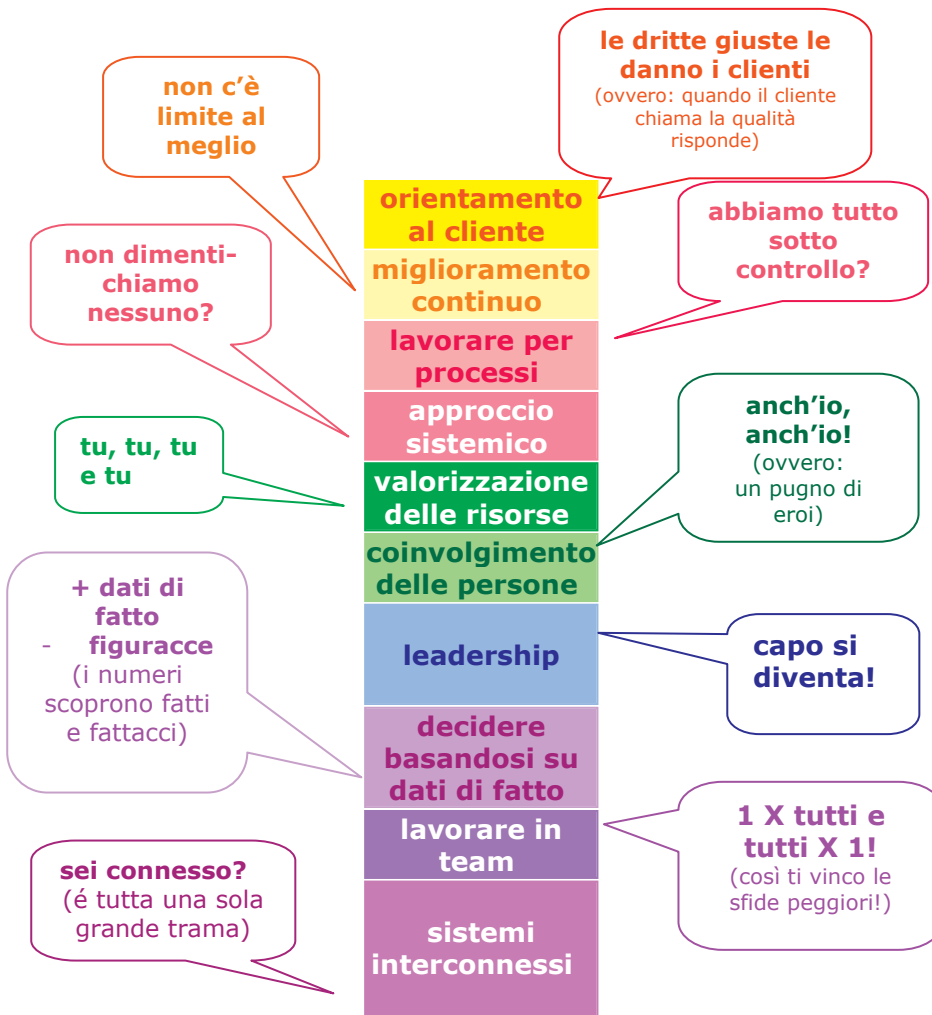 le dritte giuste le
danno i clienti
(ovvero: quando il cliente
chiama la qualità
risponde)
non c'è
limite al
meglio
orientamento
al cliente
abbiamo tutto
sotto
controllo?
non dimenti-
chiamo
nessuno?
miglioramento
continuo
lavorare per
processi
approccio
sistemico
anch'io,
anch'io!
(ovvero:
un pugno di
eroi)
tu, tu, tu
e tu
valorizzazione
delle risorse
coinvolgimento
delle persone
+ dati di
fatto
- figuracce
(i numeri
scoprono fatti
e fattacci)
leadership
capo si
diventa!
decidere
basandosi su
dati di fatto
1 X tutti e
tutti X 1!
(così ti vinco le
sfide peggiori!)
lavorare in
team
sei connesso?
(é tutta una sola
grande trama)
sistemi
interconnessi